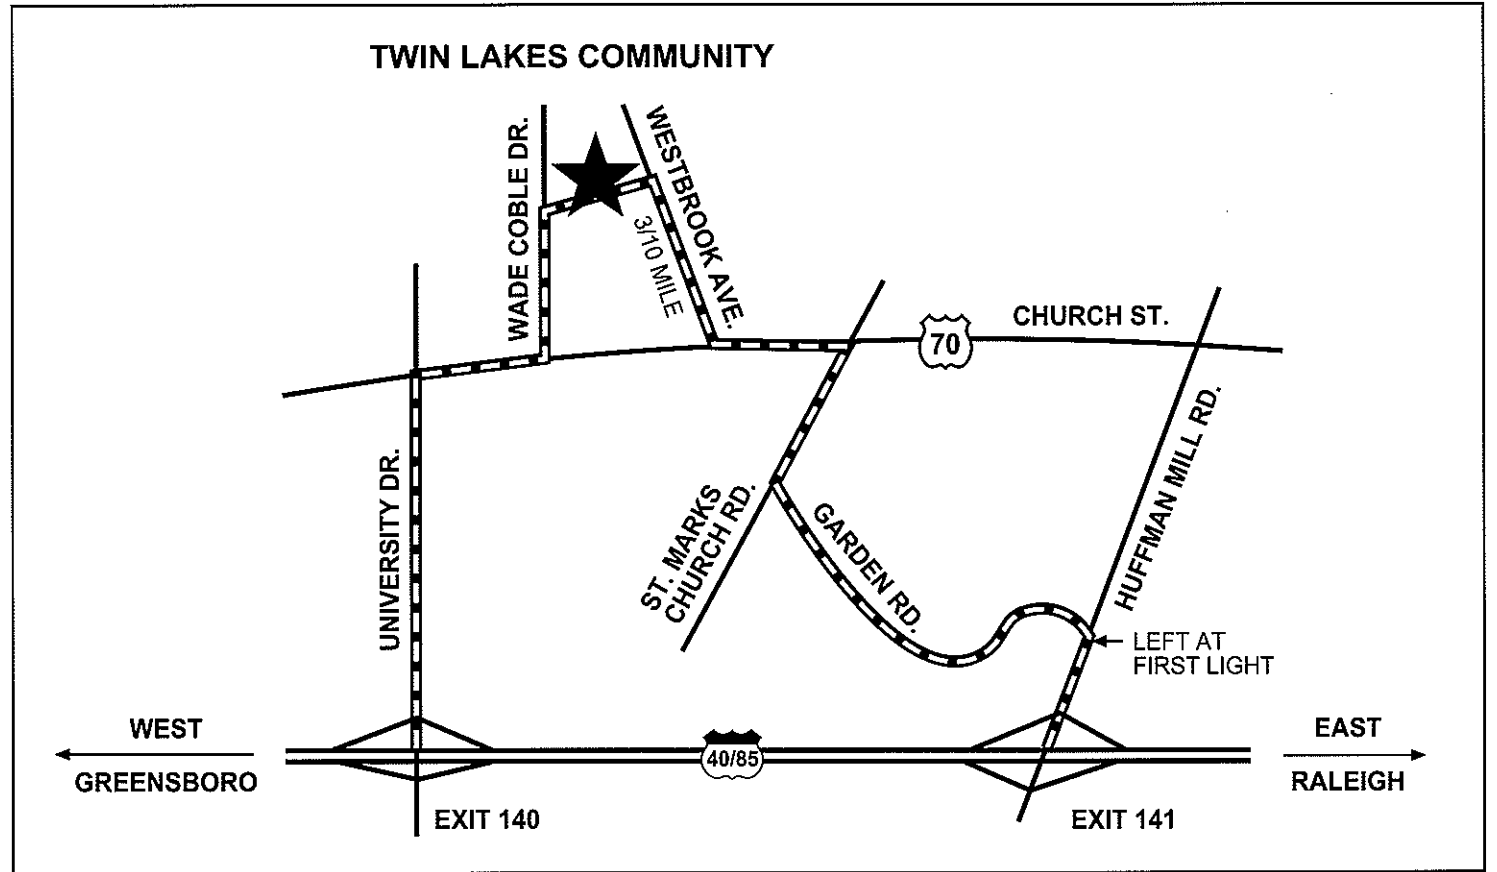 TWIN LAKES COMMUNITY
WADE COBLE DR.
WESTBROOK AVE.
3/10 MILE
CHURCH ST.
70
UNIVERSITY DR.
ST. MARKS
CHURCH RD.
GARDEN RD.
HUFFMAN MILL RD.
LEFT AT
FIRST LIGHT
WEST
GREENSBORO
40/85
EAST
RALEIGH
EXIT 140
EXIT 141